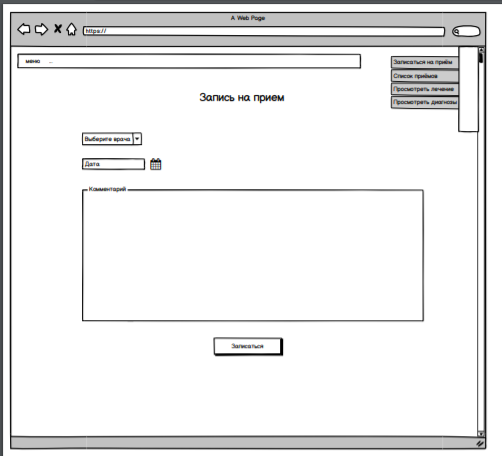 A Web Page
https://
меню ...
Записаться на приём
Список приёмов
Просмотреть лечение
Просмотреть диагнозы
Запись на прием
Выберите врача
Дата
Комментарий
Записаться